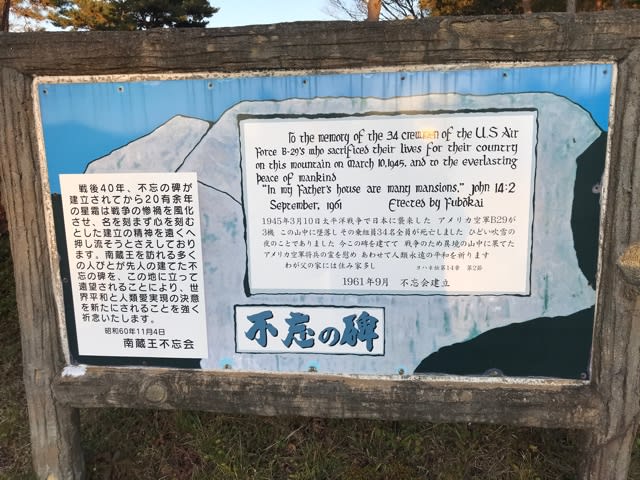 To the memory of the 34 crewmen of the U.S Air
Force B-29's who sacrificed their lives for their country
on this mountain on March 10,1945, and to the everlasting
peace of mankind
"In my Father's house are many mansions." John 14:2
September, 1961 Erected by Fubokai
1945年3月10日太平洋戦争で日本に襲来した アメリカ空軍B29が
3機 この山中に墜落し その乗組員34名全員が死亡しました ひどい吹雪の
夜のことでありました 今この碑を建てて 戦争のため異境の山中に果てた
アメリカ空軍将兵の霊を慰め あわせて人類永遠の平和を祈ります
わが父の家には住み家多し ヨハネ伝第14章 第2節
1961年9月 不忘会建立
不忘の碑
戦後40年、不忘の碑が
建立されてから20有余年
の星霜は戦争の惨禍を風化
させ、名を刻まず心を刻む
とした建立の精神を遠くへ
押し流そうとさえしており
ます。南蔵王を訪れる多く
の人びとが先人の建てた不
忘の碑を、この地に立って
遠望されることにより、世
界平和と人類愛実現の決意
を新たにされることを強く
祈念いたします。
昭和60年11月4日
南蔵王不忘会